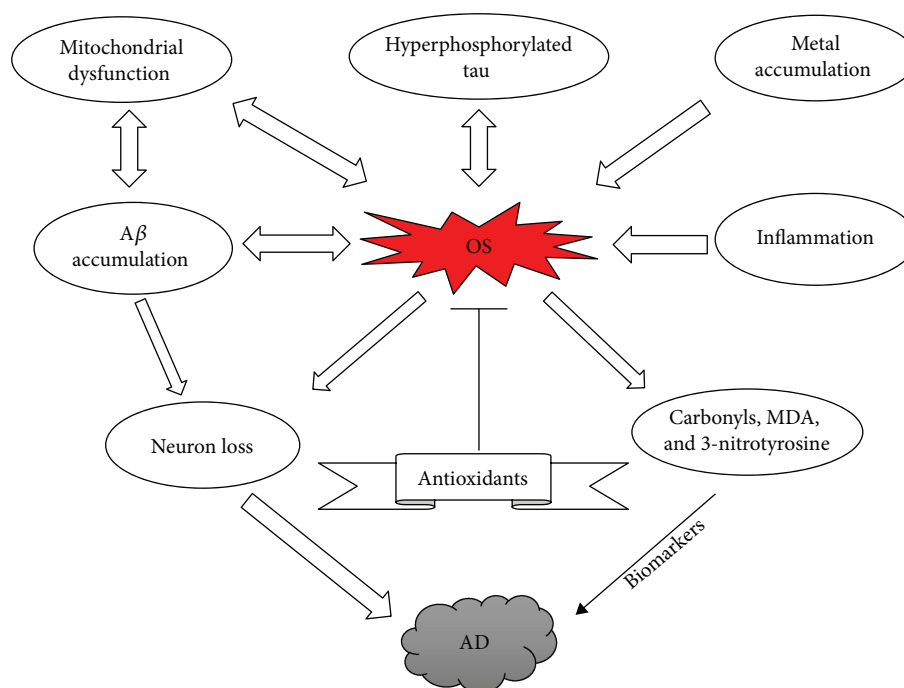 Mitochondrial
dysfunction
Hyperphosphorylated
tau
Metal
accumulation
Aβ
accumulation
OS
Inflammation
Neuron loss
Antioxidants
Carbonyls, MDA,
and 3-nitrotyrosine
Biomarkers
AD